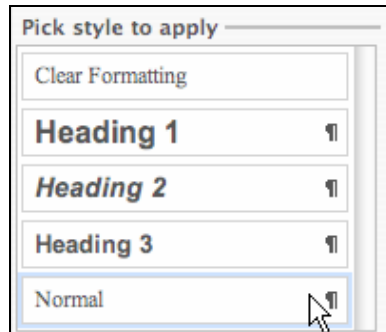 Pick style to apply
Clear Formatting
Heading 1 ¶
Heading 2 ¶
Heading 3 ¶
Normal ¶